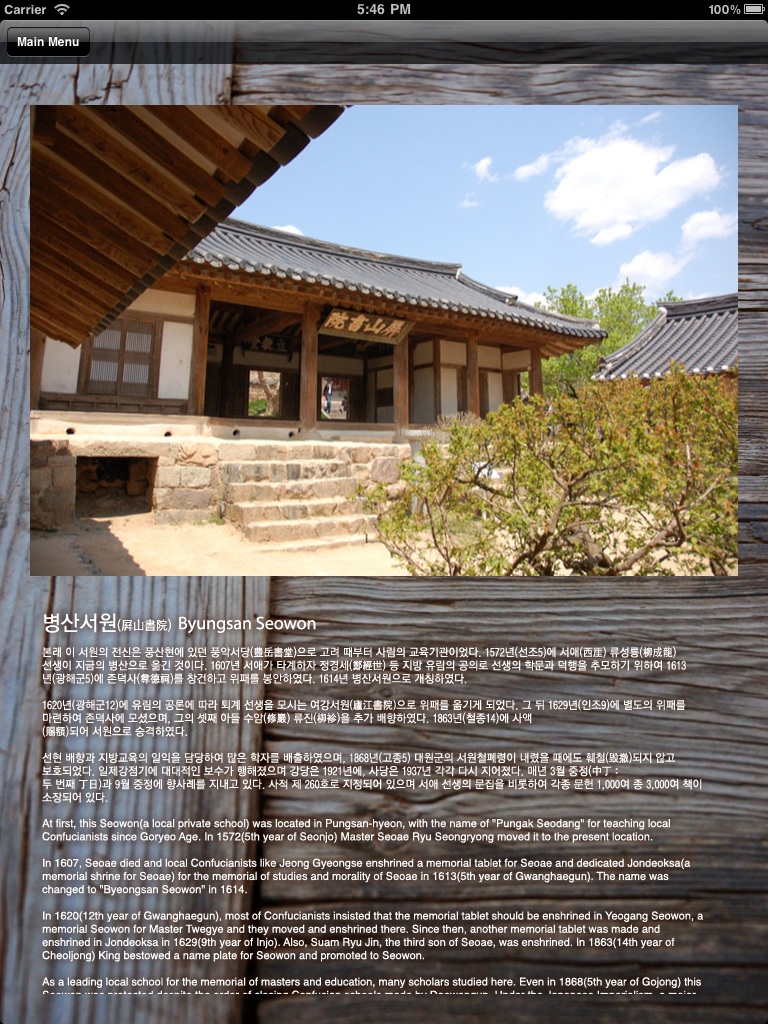 Carrier 5:46 PM 100%
Main Menu
屛山書院
병산서원(屛山書院) Byungsan Seowon
본래 이 서원의 전신은 풍산현에 있던 풍악서당(豊岳書堂)으로 고려 때부터 사림의 교육기관이었다. 1572년(선조5)에 서애(西厓) 류성룡(柳成龍)
선생이 지금의 병산으로 옮긴 것이다. 1607년 서애가 타계하자 정경세(鄭經世) 등 지방 유림의 공의로 선생의 학문과 덕행을 추모하기 위하여 1613
년(광해군5)에 존덕사(尊德祠)를 창건하고 위패를 봉안하였다. 1614년 병산서원으로 개칭하였다.
1620년(광해군12)에 유림의 공론에 따라 퇴계 선생을 모시는 여강서원(廬江書院)으로 위패를 옮기게 되었다. 그 뒤 1629년(인조9)에 별도의 위패를
마련하여 존덕사에 모셨으며, 그의 셋째 아들 수암(修巖) 류진(柳袗)을 추가 배향하였다. 1863년(철종14)에 사액
(賜額)되어 서원으로 승격하였다.
선현 배향과 지방교육의 일익을 담당하여 많은 학자를 배출하였으며, 1868년(고종5) 대원군의 서원철폐령이 내렸을 때에도 훼철(毁撤)되지 않고
보호되었다. 일제강점기에 대대적인 보수가 행해졌으며 강당은 1921년에, 사당은 1937년 각각 다시 지어졌다. 매년 3월 중정(中丁 :
두 번째 丁日)과 9월 중정에 향사례를 지내고 있다. 사적 제 260호로 지정되어 있으며 서애 선생의 문집을 비롯하여 각종 문헌 1,000여 종 3,000여 책이
소장되어 있다.
At first, this Seowon(a local private school) was located in Pungsan-hyeon, with the name of "Pungak Seodang" for teaching local
Confucianists since Goryeo Age. In 1572(5th year of Seonjo) Master Seoae Ryu Seongryong moved it to the present location.
In 1607, Seoae died and local Confucianists like Jeong Gyeongse enshrined a memorial tablet for Seoae and dedicated Jondeoksa(a
memorial shrine for Seoae) for the memorial of studies and morality of Seoae in 1613(5th year of Gwanghaegun). The name was
changed to "Byeongsan Seowon" in 1614.
In 1620(12th year of Gwanghaegun), most of Confucianists insisted that the memorial tablet should be enshrined in Yeogang Seowon, a
memorial Seowon for Master Twegye and they moved and enshrined there. Since then, another memorial tablet was made and
enshrined in Jondeoksa in 1629(9th year of Injo). Also, Suam Ryu Jin, the third son of Seoae, was enshrined. In 1863(14th year of
Cheoljong) King bestowed a name plate for Seowon and promoted to Seowon.
As a leading local school for the memorial of masters and education, many scholars studied here. Even in 1868(5th year of Gojong) this
Seowon was protected despite the order of closing Confucian schools made by Daewongun. Under the Japanese Imperialism, a major